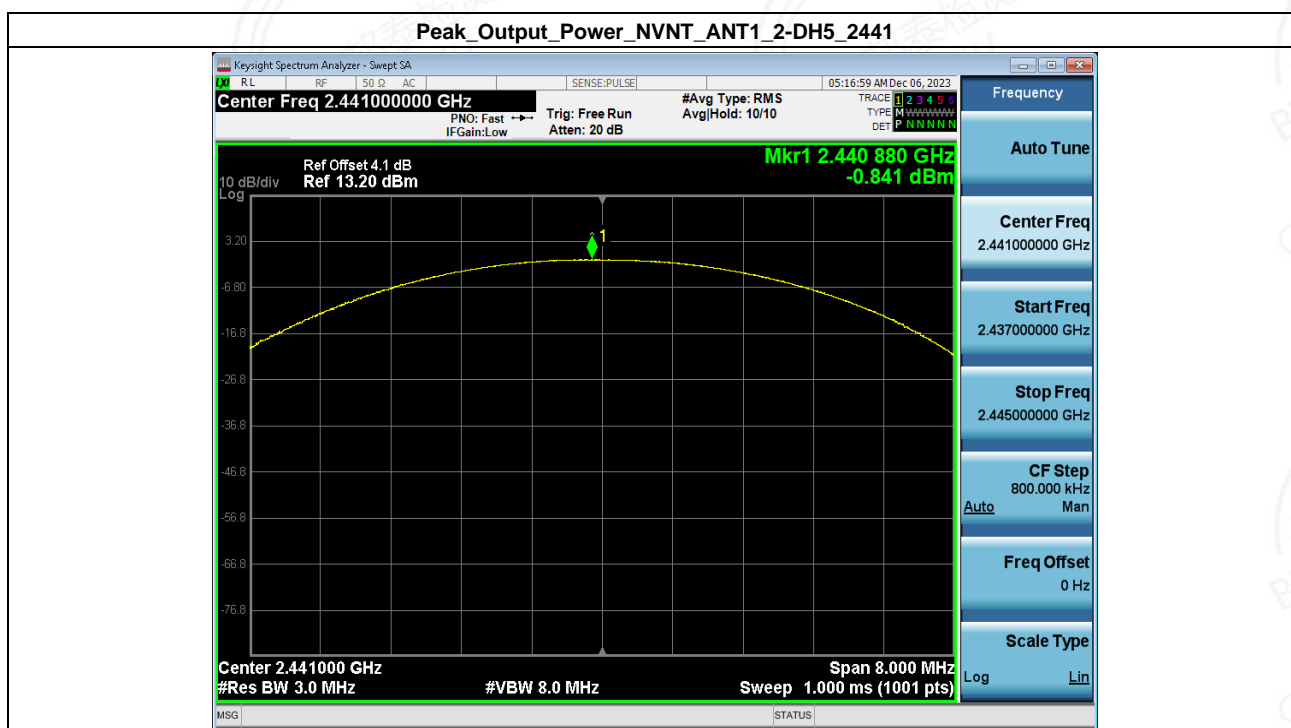 Peak_Output_Power_NVNT_ANT1_2-DH5_2441
Keysight Spectrum Analyzer - Swept SA
LXI RL RF 50 Ω AC SENSE:PULSE 05:16:59 AM Dec 06, 2023
Center Freq 2.441000000 GHz
PNO: Fast
IFGain:Low
Trig: Free Run
Atten: 20 dB
#Avg Type: RMS
Avg|Hold: 10/10
TRACE 1 2 3 4 5 6
TYPE M WWWWW
DET P N N N N N
Mkr1 2.440 880 GHz
-0.841 dBm
Ref Offset 4.1 dB
10 dB/div Ref 13.20 dBm
Log
1
3.20
-6.80
-16.8
-26.8
-36.8
-46.8
-56.8
-66.8
-76.8
Center 2.441000 GHz Span 8.000 MHz
#Res BW 3.0 MHz #VBW 8.0 MHz Sweep 1.000 ms (1001 pts)
MSG STATUS
Frequency
Auto Tune
Center Freq
2.441000000 GHz
Start Freq
2.437000000 GHz
Stop Freq
2.445000000 GHz
CF Step
800.000 kHz
Auto Man
Freq Offset
0 Hz
Scale Type
Log Lin